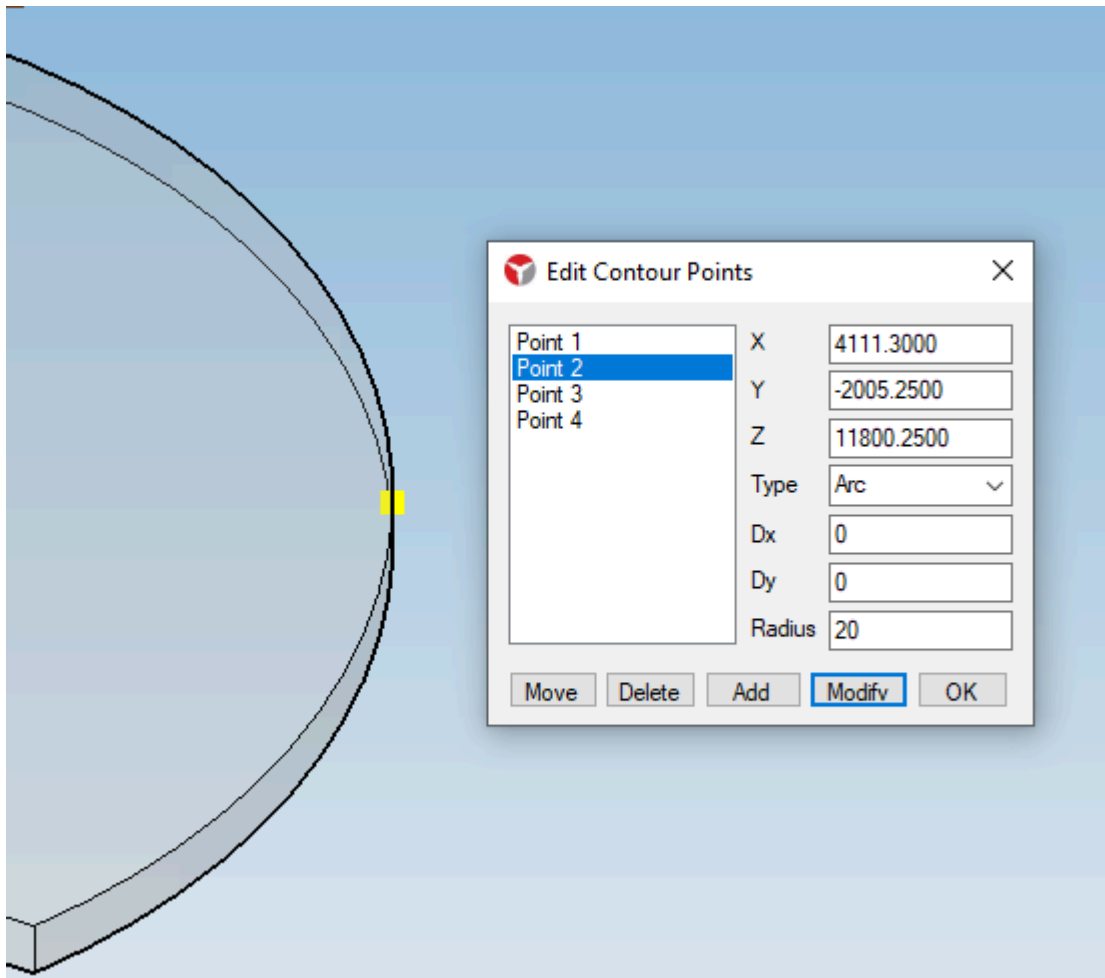 Edit Contour Points
Point 1
Point 2
Point 3
Point 4
X 4111.3000
Y -2005.2500
Z 11800.2500
Type Arc
Dx 0
Dy 0
Radius 20
Move Delete Add Modify OK